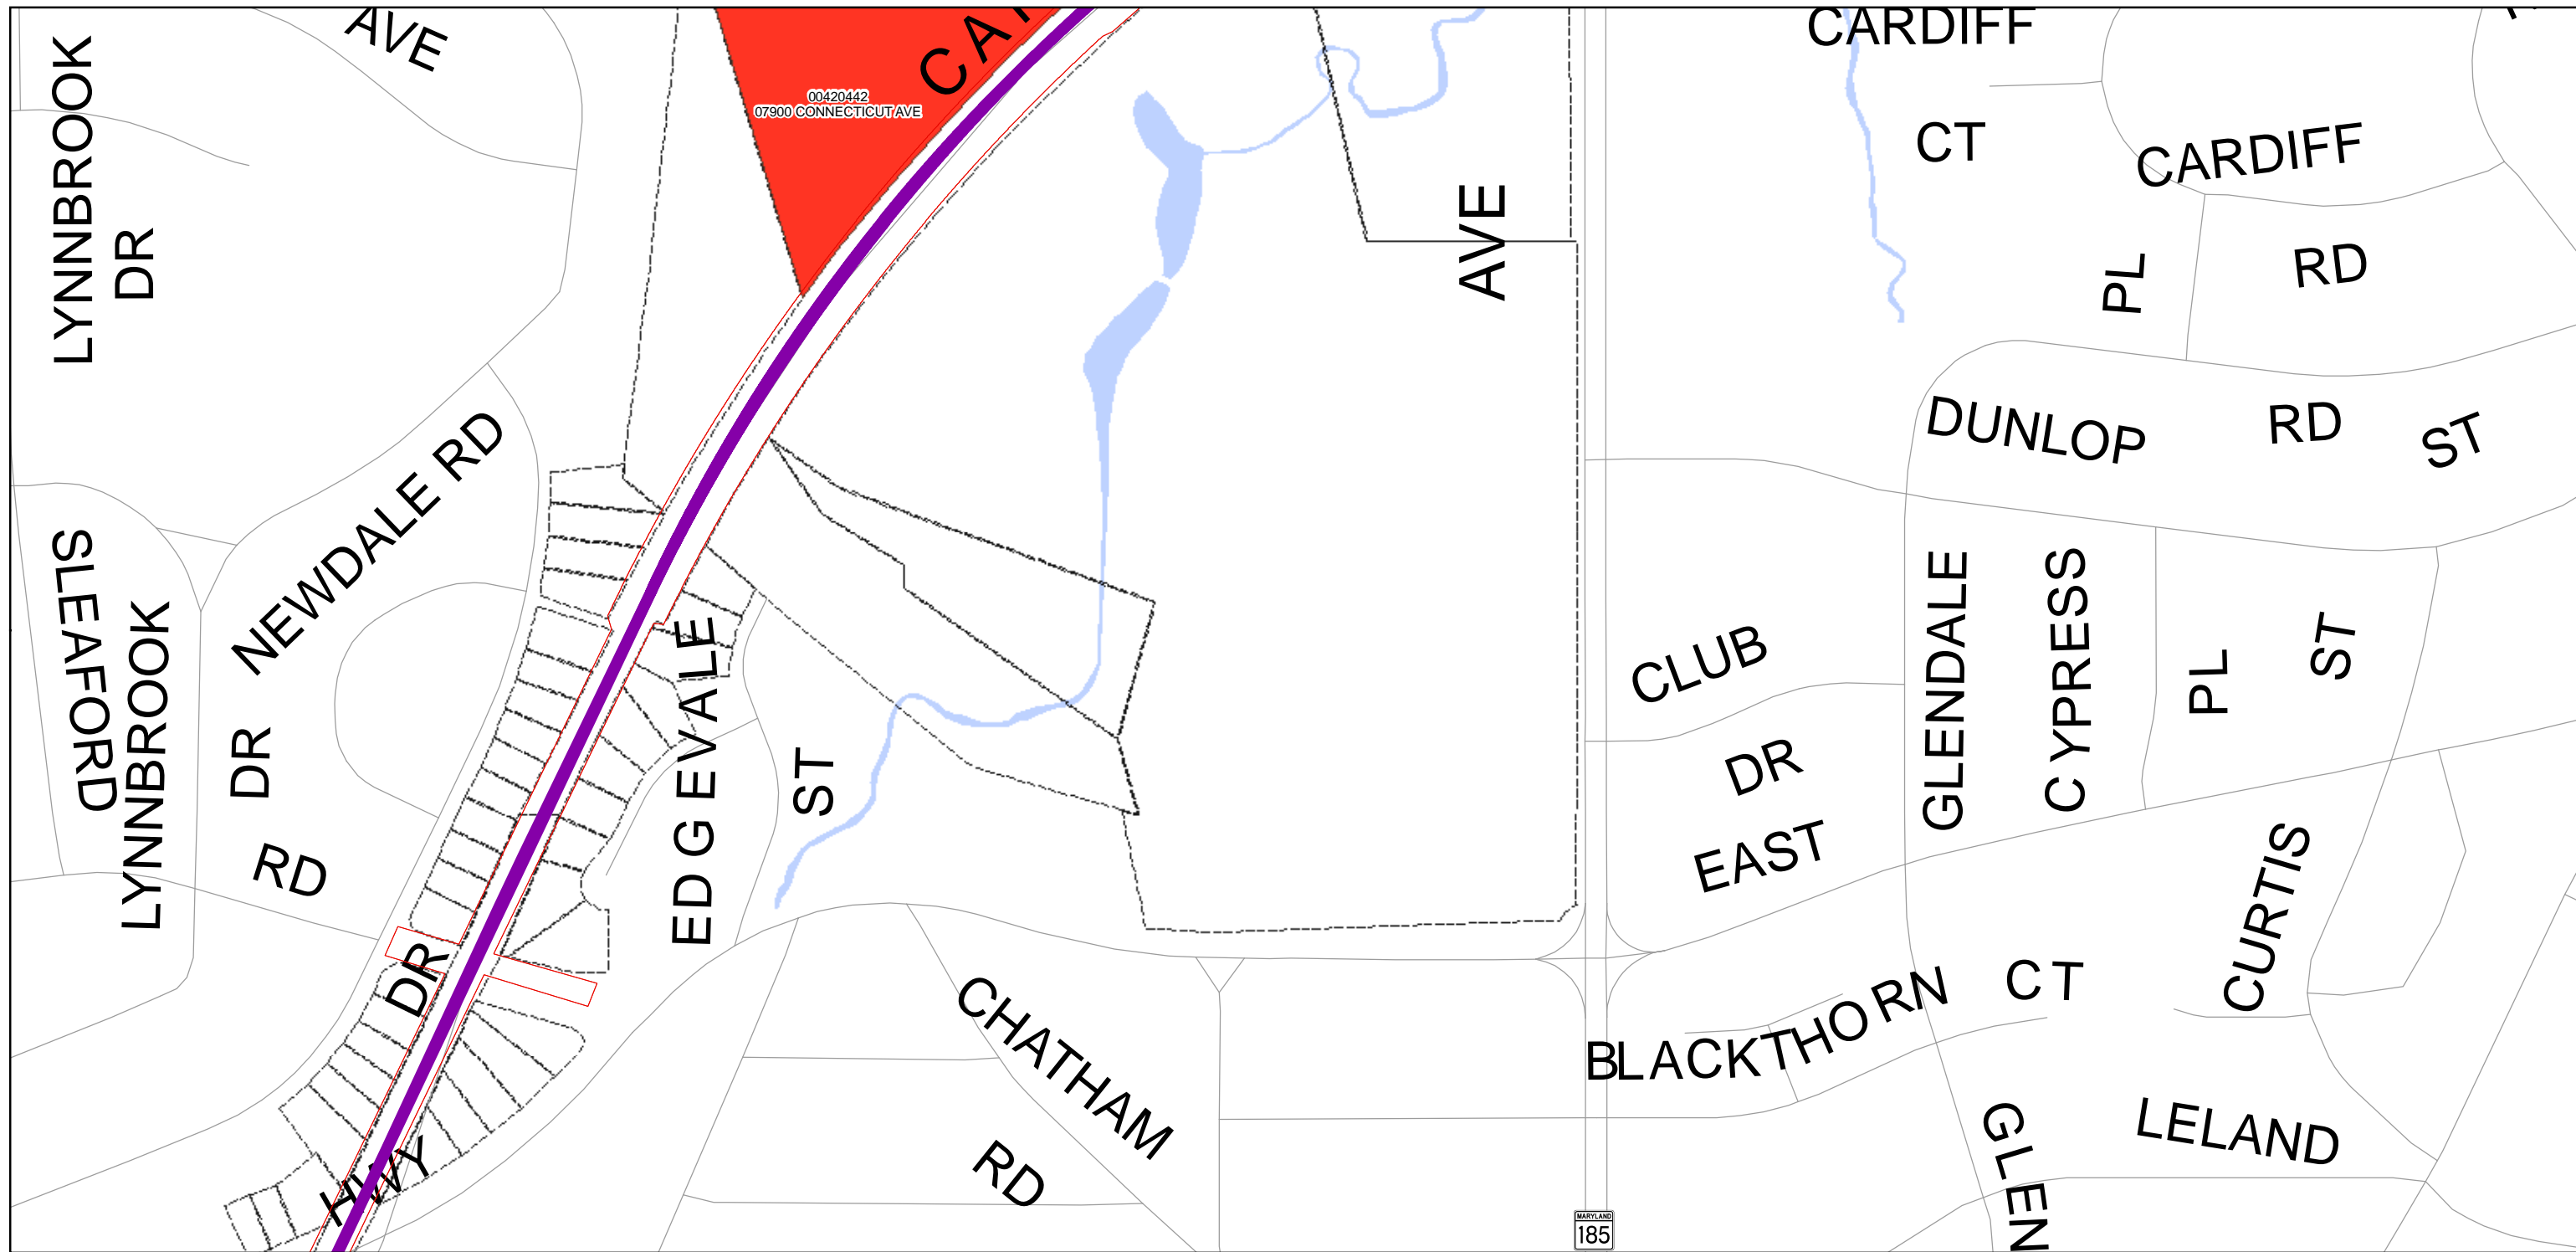 LYNNBROOK
DR
AVE
00420442
07900 CONNECTICUT AVE
CARDIFF
CT
CARDIFF
RD
PL
AVE
DUNLOP
RD
ST
NEWDALE RD
SLEAFORD
LYNNBROOK
DR
RD
EDGEVALE
ST
CLUB
DR
EAST
GLENDALE
CYPRESS
PL
ST
CURTIS
DR
HWY
CHATHAM
RD
BLACKTHORN
CT
LELAND
GLEN
MARYLAND
185